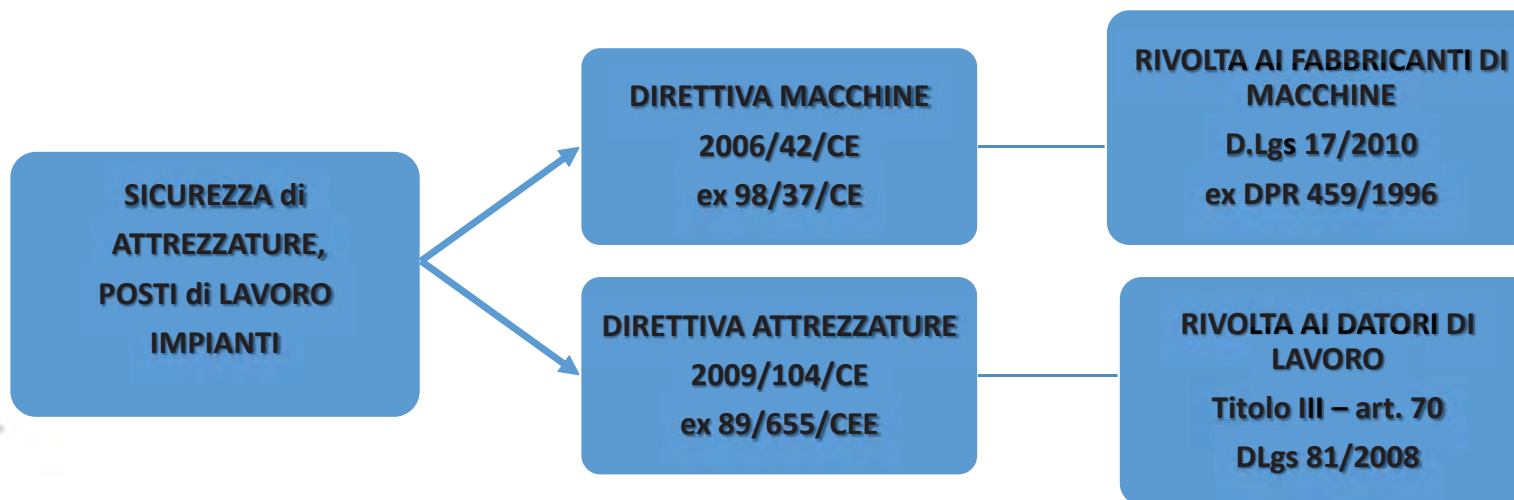 SICUREZZA di
ATTREZZATURE,
POSTI di LAVORO
IMPIANTI
DIRETTIVA MACCHINE
2006/42/CE
ex 98/37/CE
RIVOLTA AI FABBRICANTI DI
MACCHINE
D.Lgs 17/2010
ex DPR 459/1996
DIRETTIVA ATTREZZATURE
2009/104/CE
ex 89/655/CEE
RIVOLTA AI DATORI DI
LAVORO
Titolo III – art. 70
DLgs 81/2008